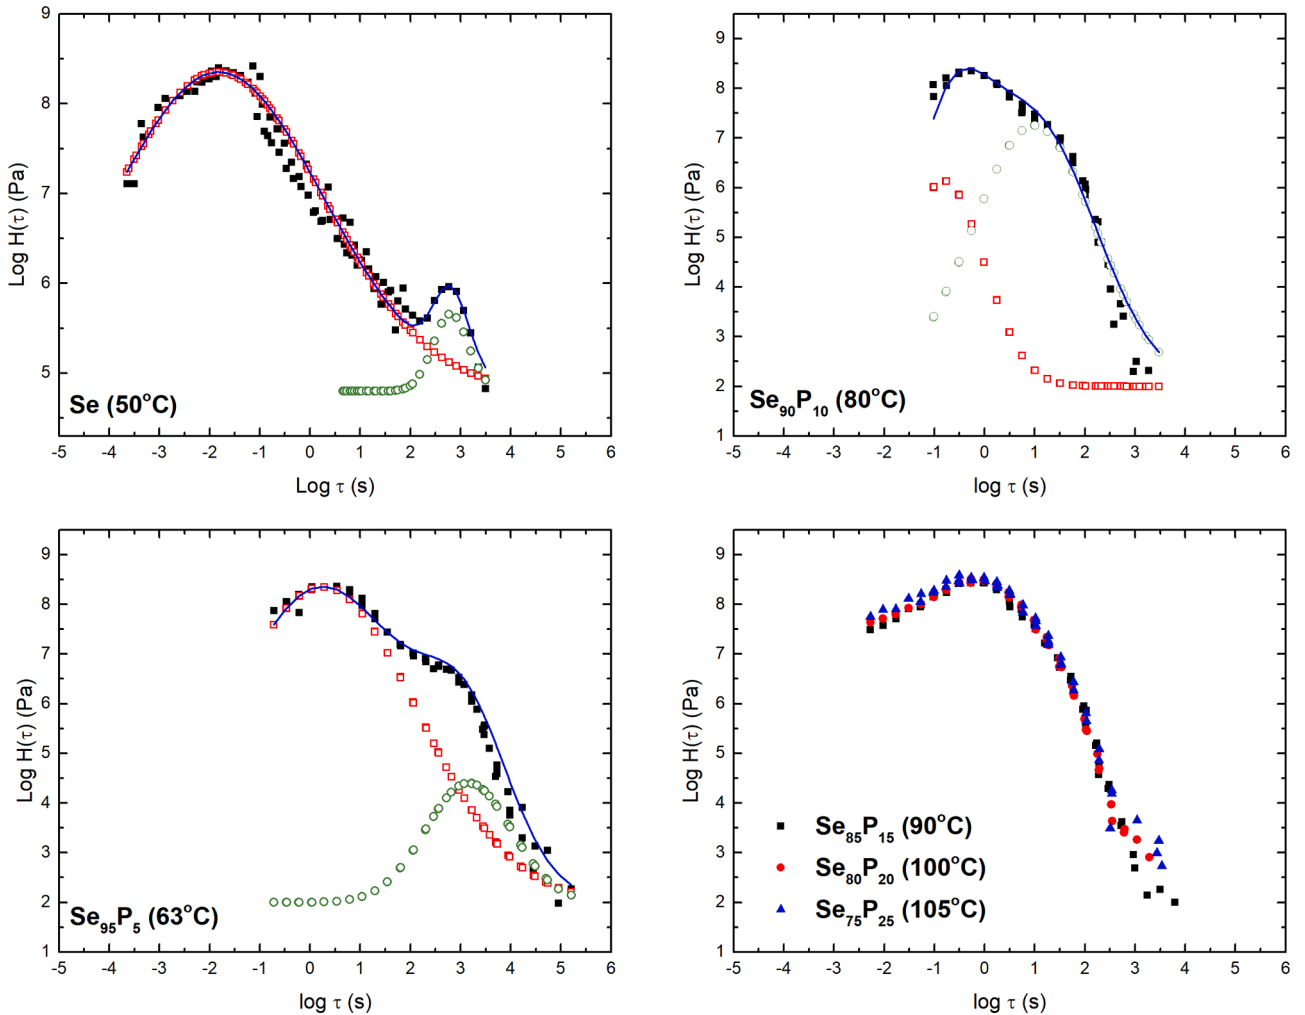 9
8
7
6
5
Log H(τ) (Pa)
Se (50°C)
-5 -4 -3 -2 -1 0 1 2 3 4 5 6
Log τ (s)
9
8
7
6
5
4
3
2
1
Log H(τ) (Pa)
Se₉₀P₁₀ (80°C)
-5 -4 -3 -2 -1 0 1 2 3 4 5 6
log τ (s)
9
8
7
6
5
4
3
2
1
Log H(τ) (Pa)
Se₉₅P₅ (63°C)
-5 -4 -3 -2 -1 0 1 2 3 4 5 6
log τ (s)
9
8
7
6
5
4
3
2
1
Log H(τ) (Pa)
Se₈₅P₁₅ (90°C)
Se₈₀P₂₀ (100°C)
Se₇₅P₂₅ (105°C)
-5 -4 -3 -2 -1 0 1 2 3 4 5 6
log τ (s)